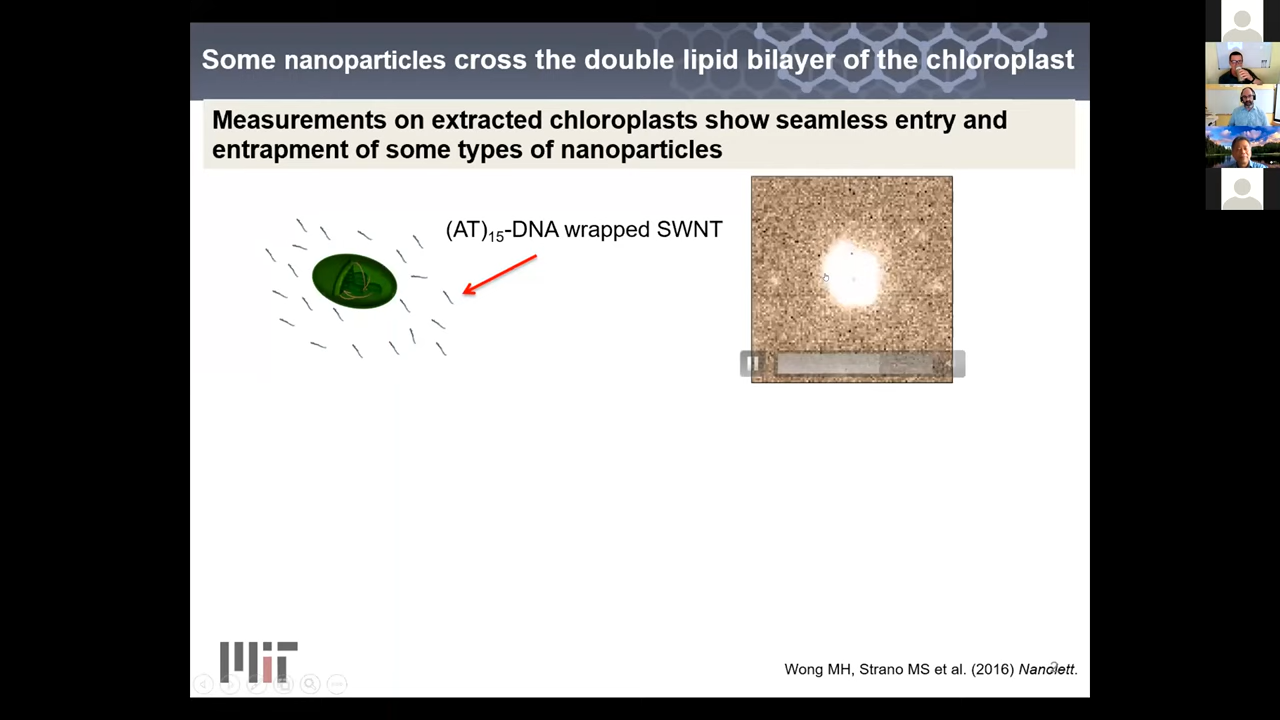 Some nanoparticles cross the double lipid bilayer of the chloroplast
Measurements on extracted chloroplasts show seamless entry and
entrapment of some types of nanoparticles
(AT)15-DNA wrapped SWNT
MIT
Wong MH, Strano MS et al. (2016) Nanolett.